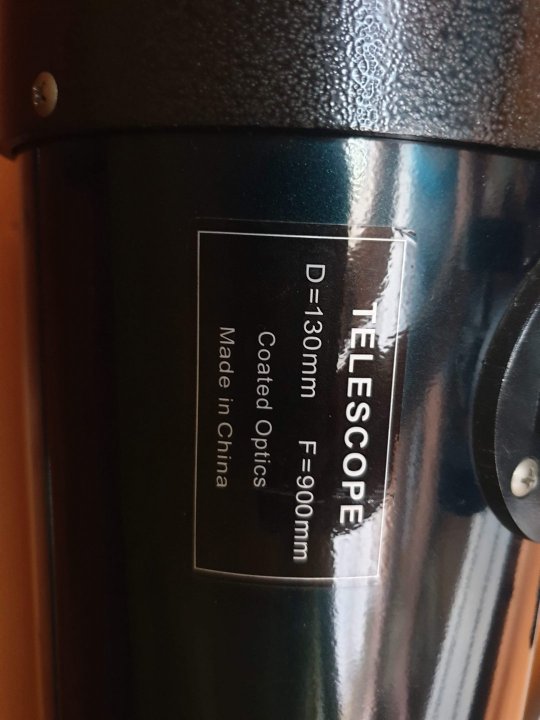 TELESCOPE
D=130mm F=900mm
Coated Optics
Made in China